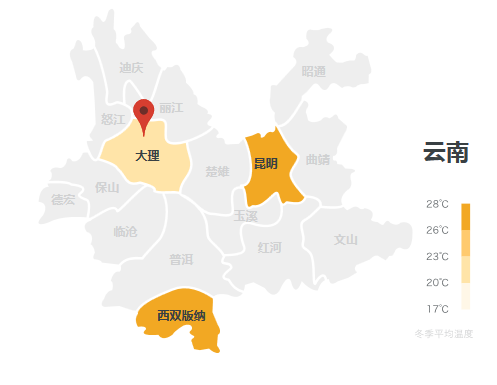 迪庆
昭通
丽江
怒江
大理
昆明
曲靖
楚雄
保山
德宏
玉溪
临沧
红河
文山
普洱
西双版纳
云南
28℃
26℃
23℃
20℃
17℃
冬季平均温度